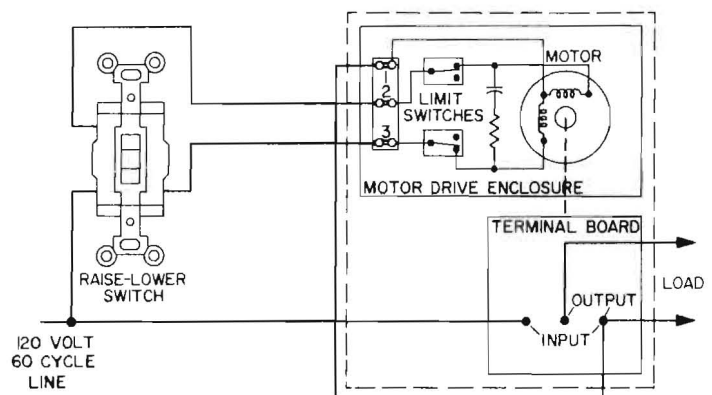 MOTOR
1
2
LIMIT
SWITCHES
3
MOTOR DRIVE ENCLOSURE
TERMINAL BOARD
RAISE-LOWER
SWITCH
LOAD
OUTPUT
INPUT
120 VOLT
60 CYCLE
LINE